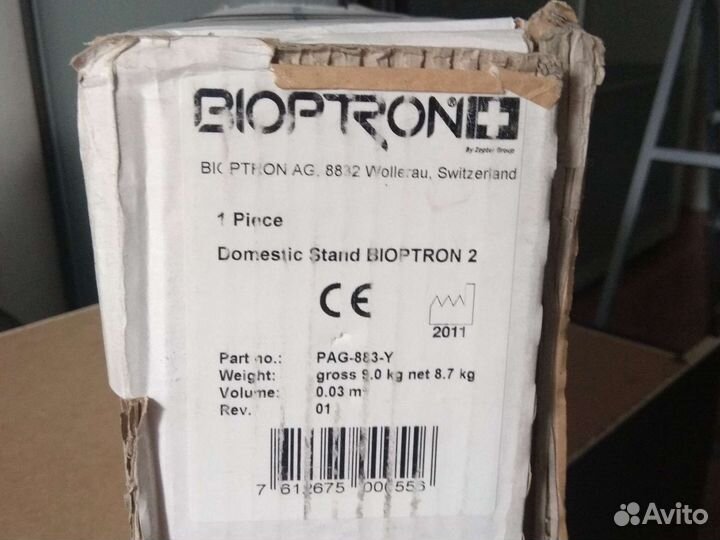 BIOPTRON®
By Zepter Group
BIOPTRON AG, 8832 Wollerau, Switzerland
1 Piece
Domestic Stand BIOPTRON 2
CE
2011
Part no.: PAG-883-Y
Weight: gross 9.0 kg net 8.7 kg
Volume: 0.03 m³
Rev. 01
7 612675 000556
Avito